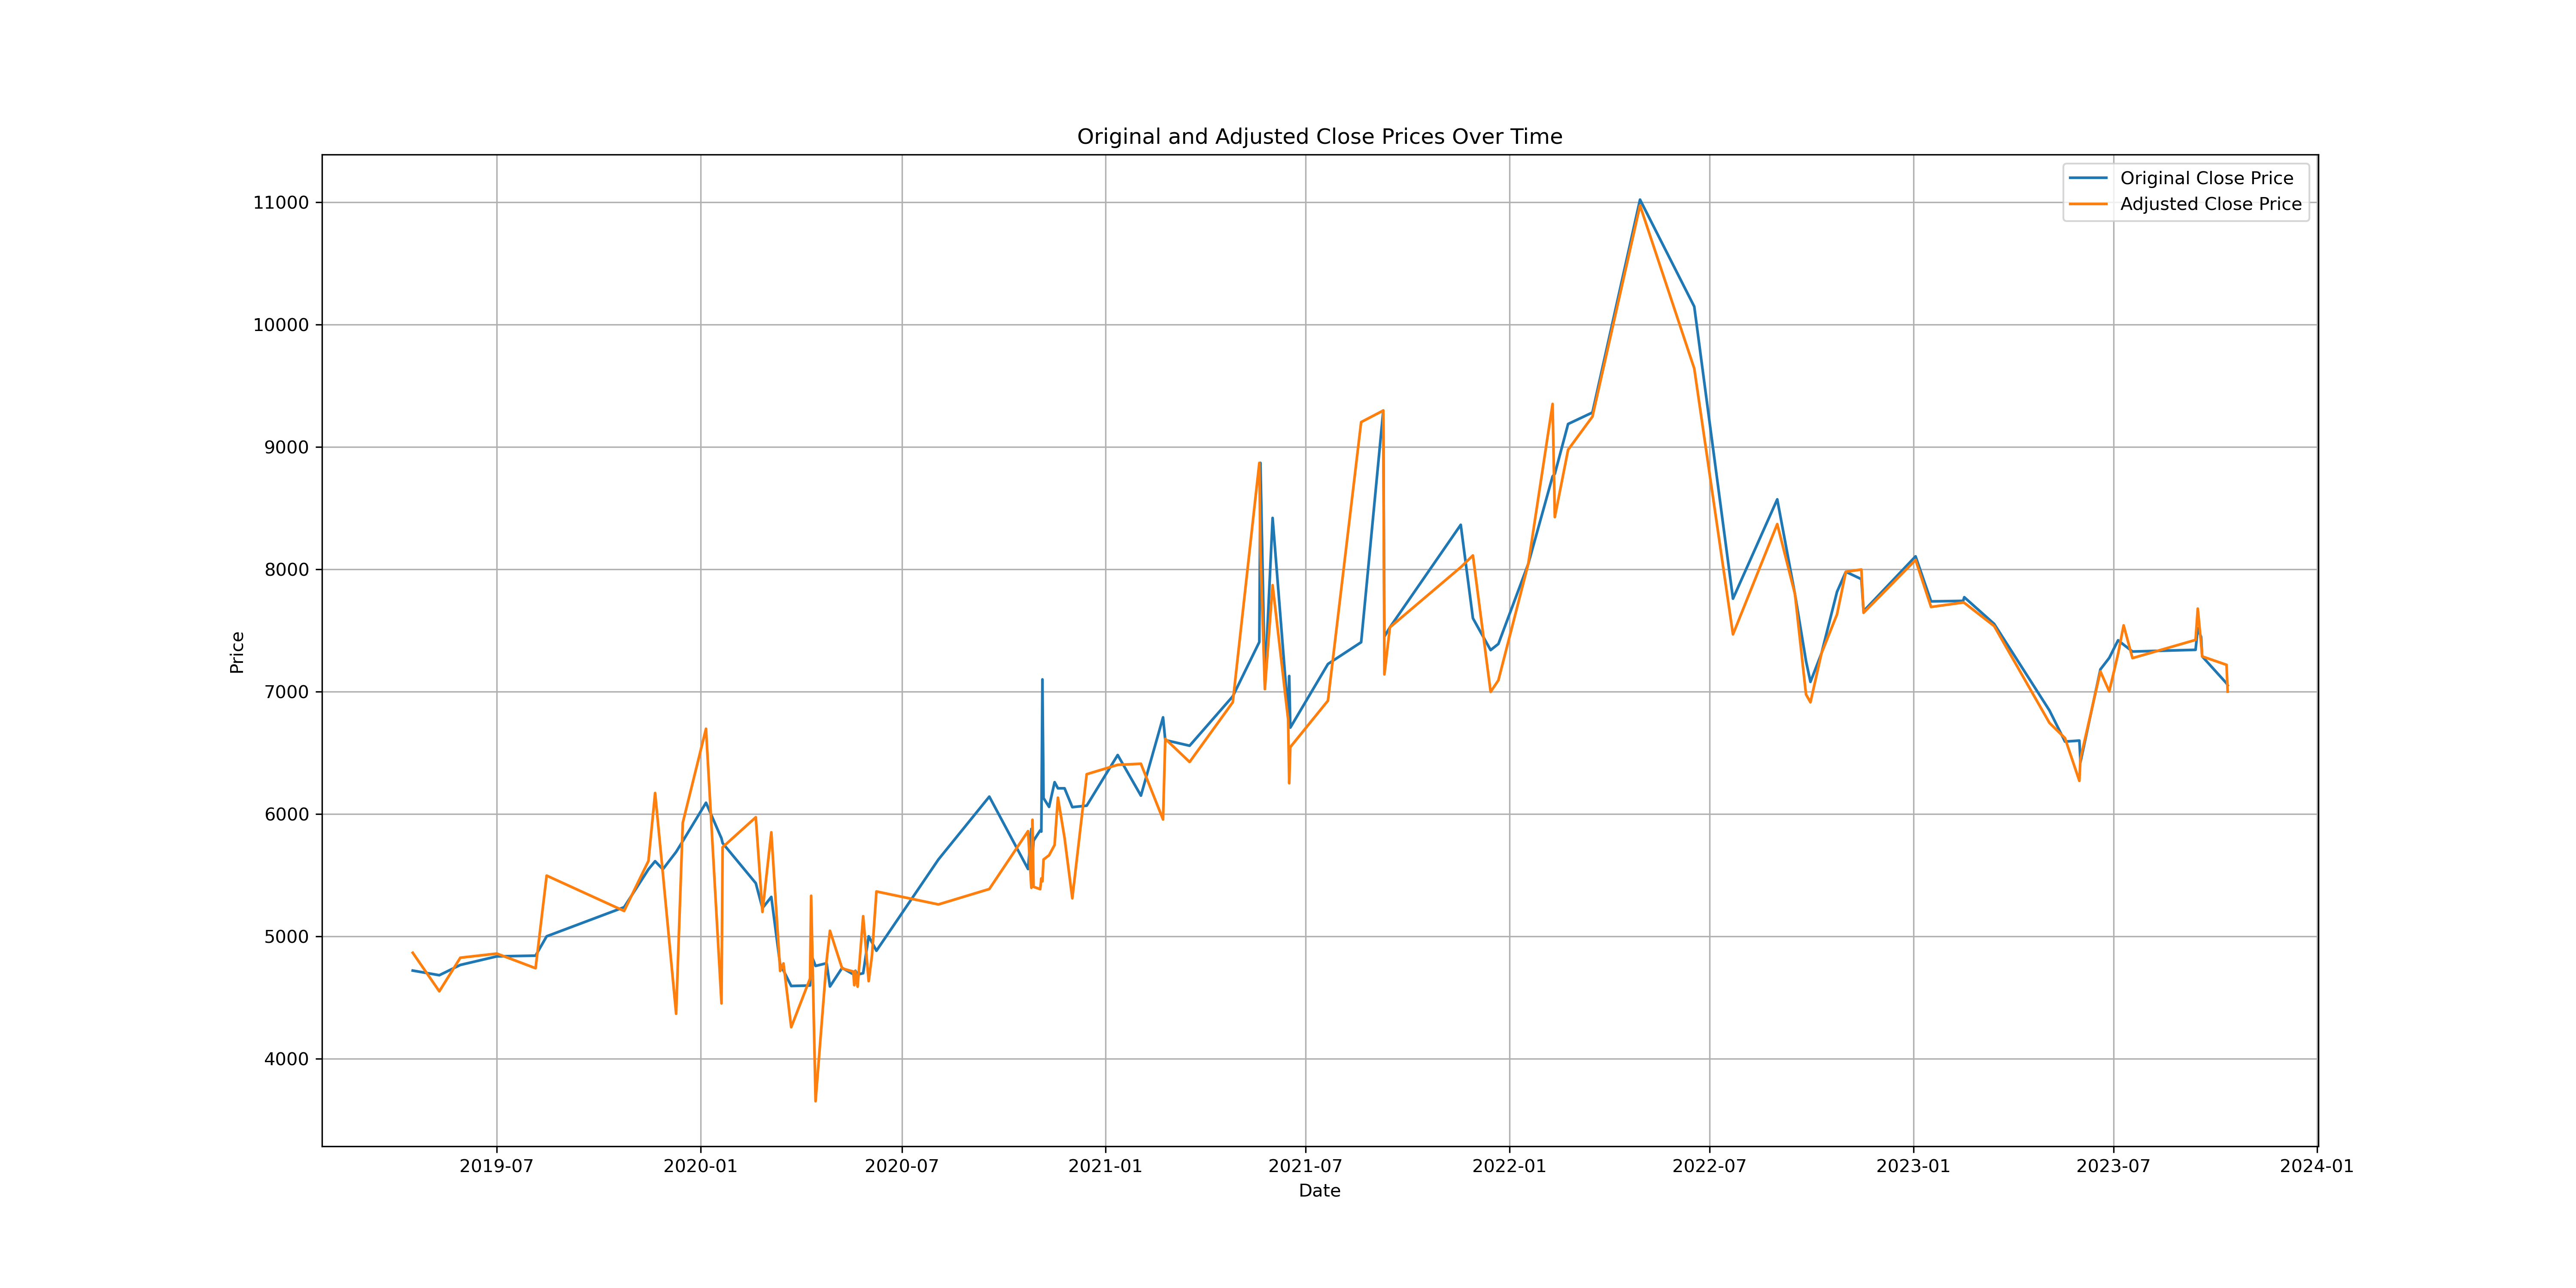 Original and Adjusted Close Prices Over Time
Original Close Price
Adjusted Close Price
11000
10000
9000
8000
7000
6000
5000
4000
Price
2019-07 2020-01 2020-07 2021-01 2021-07 2022-01 2022-07 2023-01 2023-07 2024-01
Date